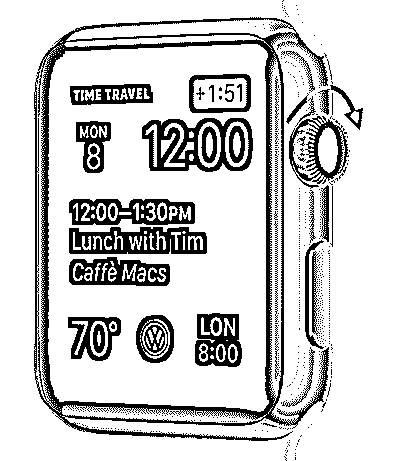 TIME TRAVEL
+1:51
MON
8
12:00
12:00–1:30PM
Lunch with Tim
Caffè Macs
70°
LON
8:00